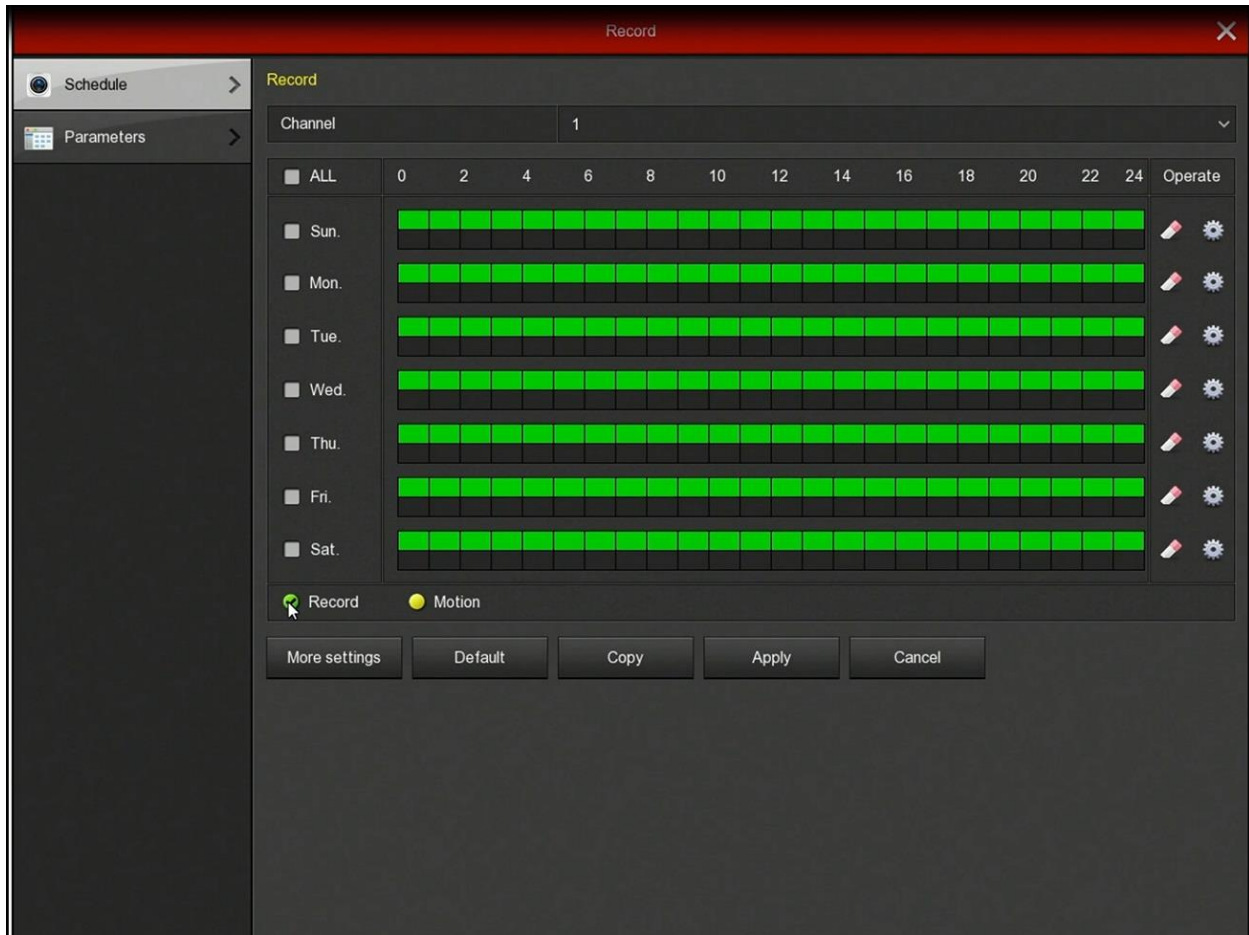 Record
Schedule
Parameters
Record
Channel 1
ALL 0 2 4 6 8 10 12 14 16 18 20 22 24 Operate
Sun.
Mon.
Tue.
Wed.
Thu.
Fri.
Sat.
Record Motion
More settings Default Copy Apply Cancel